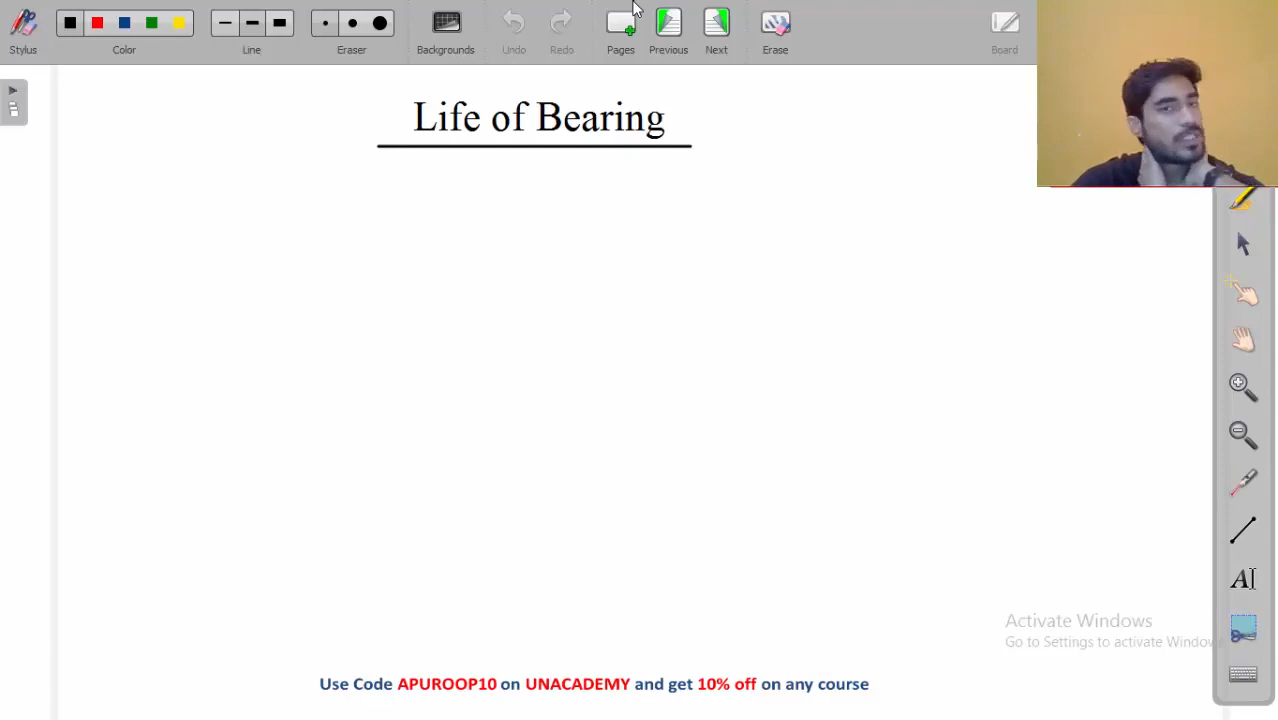 Stylus
Color
Line
Eraser
Backgrounds
Undo
Redo
Pages
Previous
Next
Erase
Board
Life of Bearing
A
Activate Windows
Go to Settings to activate Window
Use Code APUROOP10 on UNACADEMY and get 10% off on any course